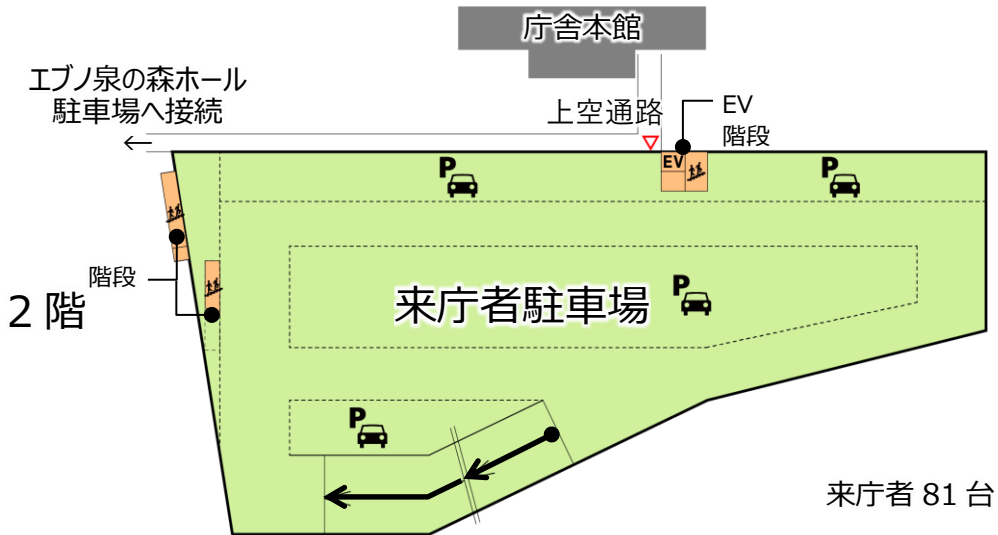 庁舎本館
エブノ泉の森ホール
駐車場へ接続
←
上空通路
EV
階段
P
EV
P
階段
2階
来庁者駐車場
P
P
来庁者 81 台